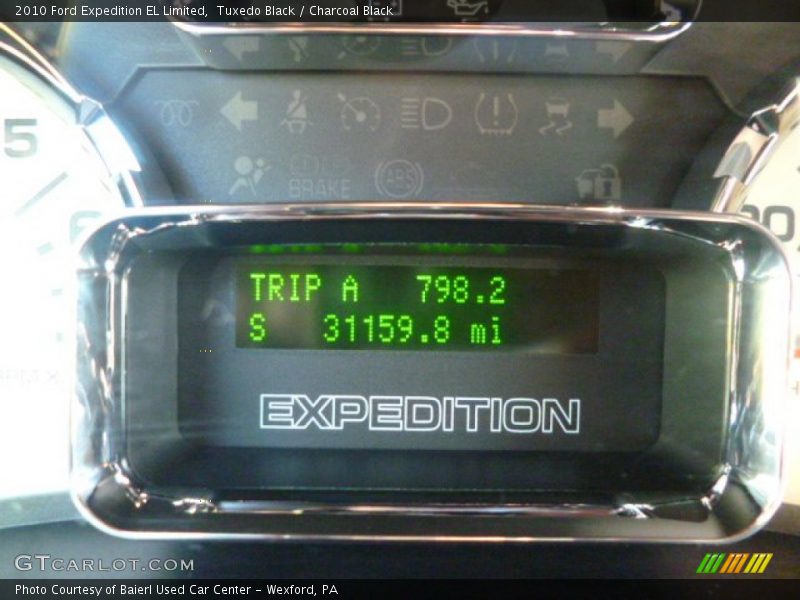 2010 Ford Expedition EL Limited, Tuxedo Black / Charcoal Black
5
BRAKE
ABS
TRIP A 798.2
S 31159.8 mi
EXPEDITION
GTCARLOT.COM
Photo Courtesy of Baierl Used Car Center - Wexford, PA